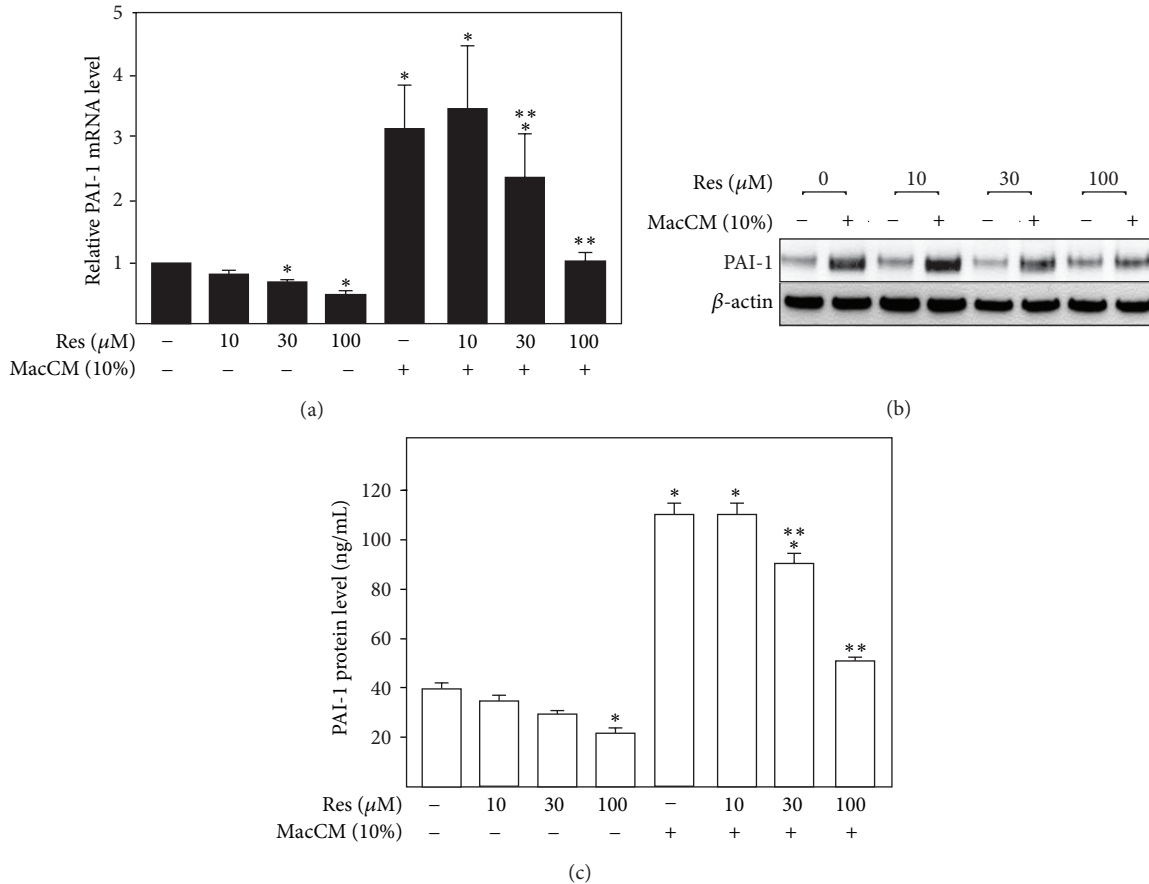 5
4
3
2
1
Relative PAI-1 mRNA level
* * * * ** * **
Res (μM) – 10 30 100 – 10 30 100
MacCM (10%) – – – – + + + +
(a)
Res (μM) 0 10 30 100
MacCM (10%) – + – + – + – +
PAI-1
β-actin
(b)
120
100
80
60
40
20
PAI-1 protein level (ng/mL)
* * * ** * **
Res (μM) – 10 30 100 – 10 30 100
MacCM (10%) – – – – + + + +
(c)